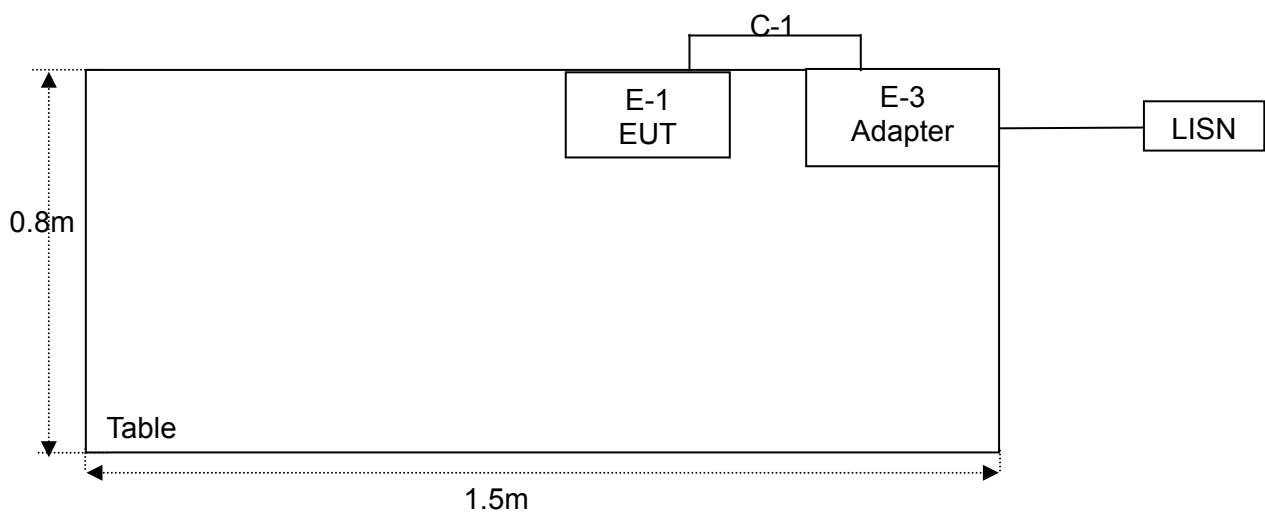 C-1
E-1
EUT
E-3
Adapter
LISN
0.8m
Table
1.5m